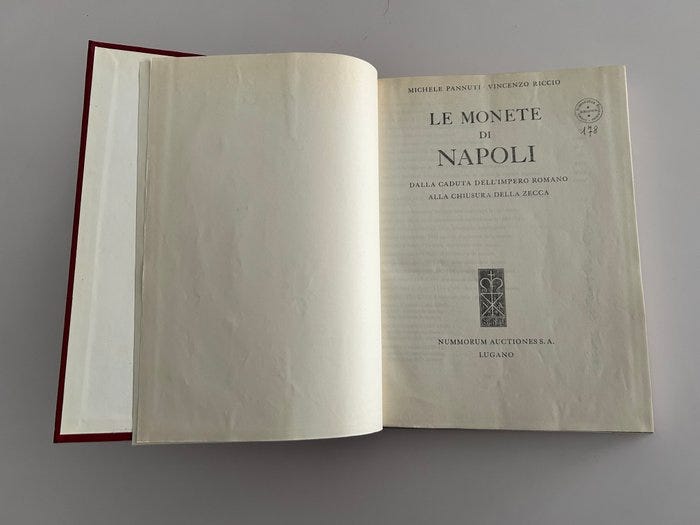 MICHELE PANNUTI · VINCENZO RICCIO
LE MONETE
DI
NAPOLI
178
DALLA CADUTA DELL'IMPERO ROMANO
ALLA CHIUSURA DELLA ZECCA
NUMMORUM AUCTIONES S. A.
LUGANO